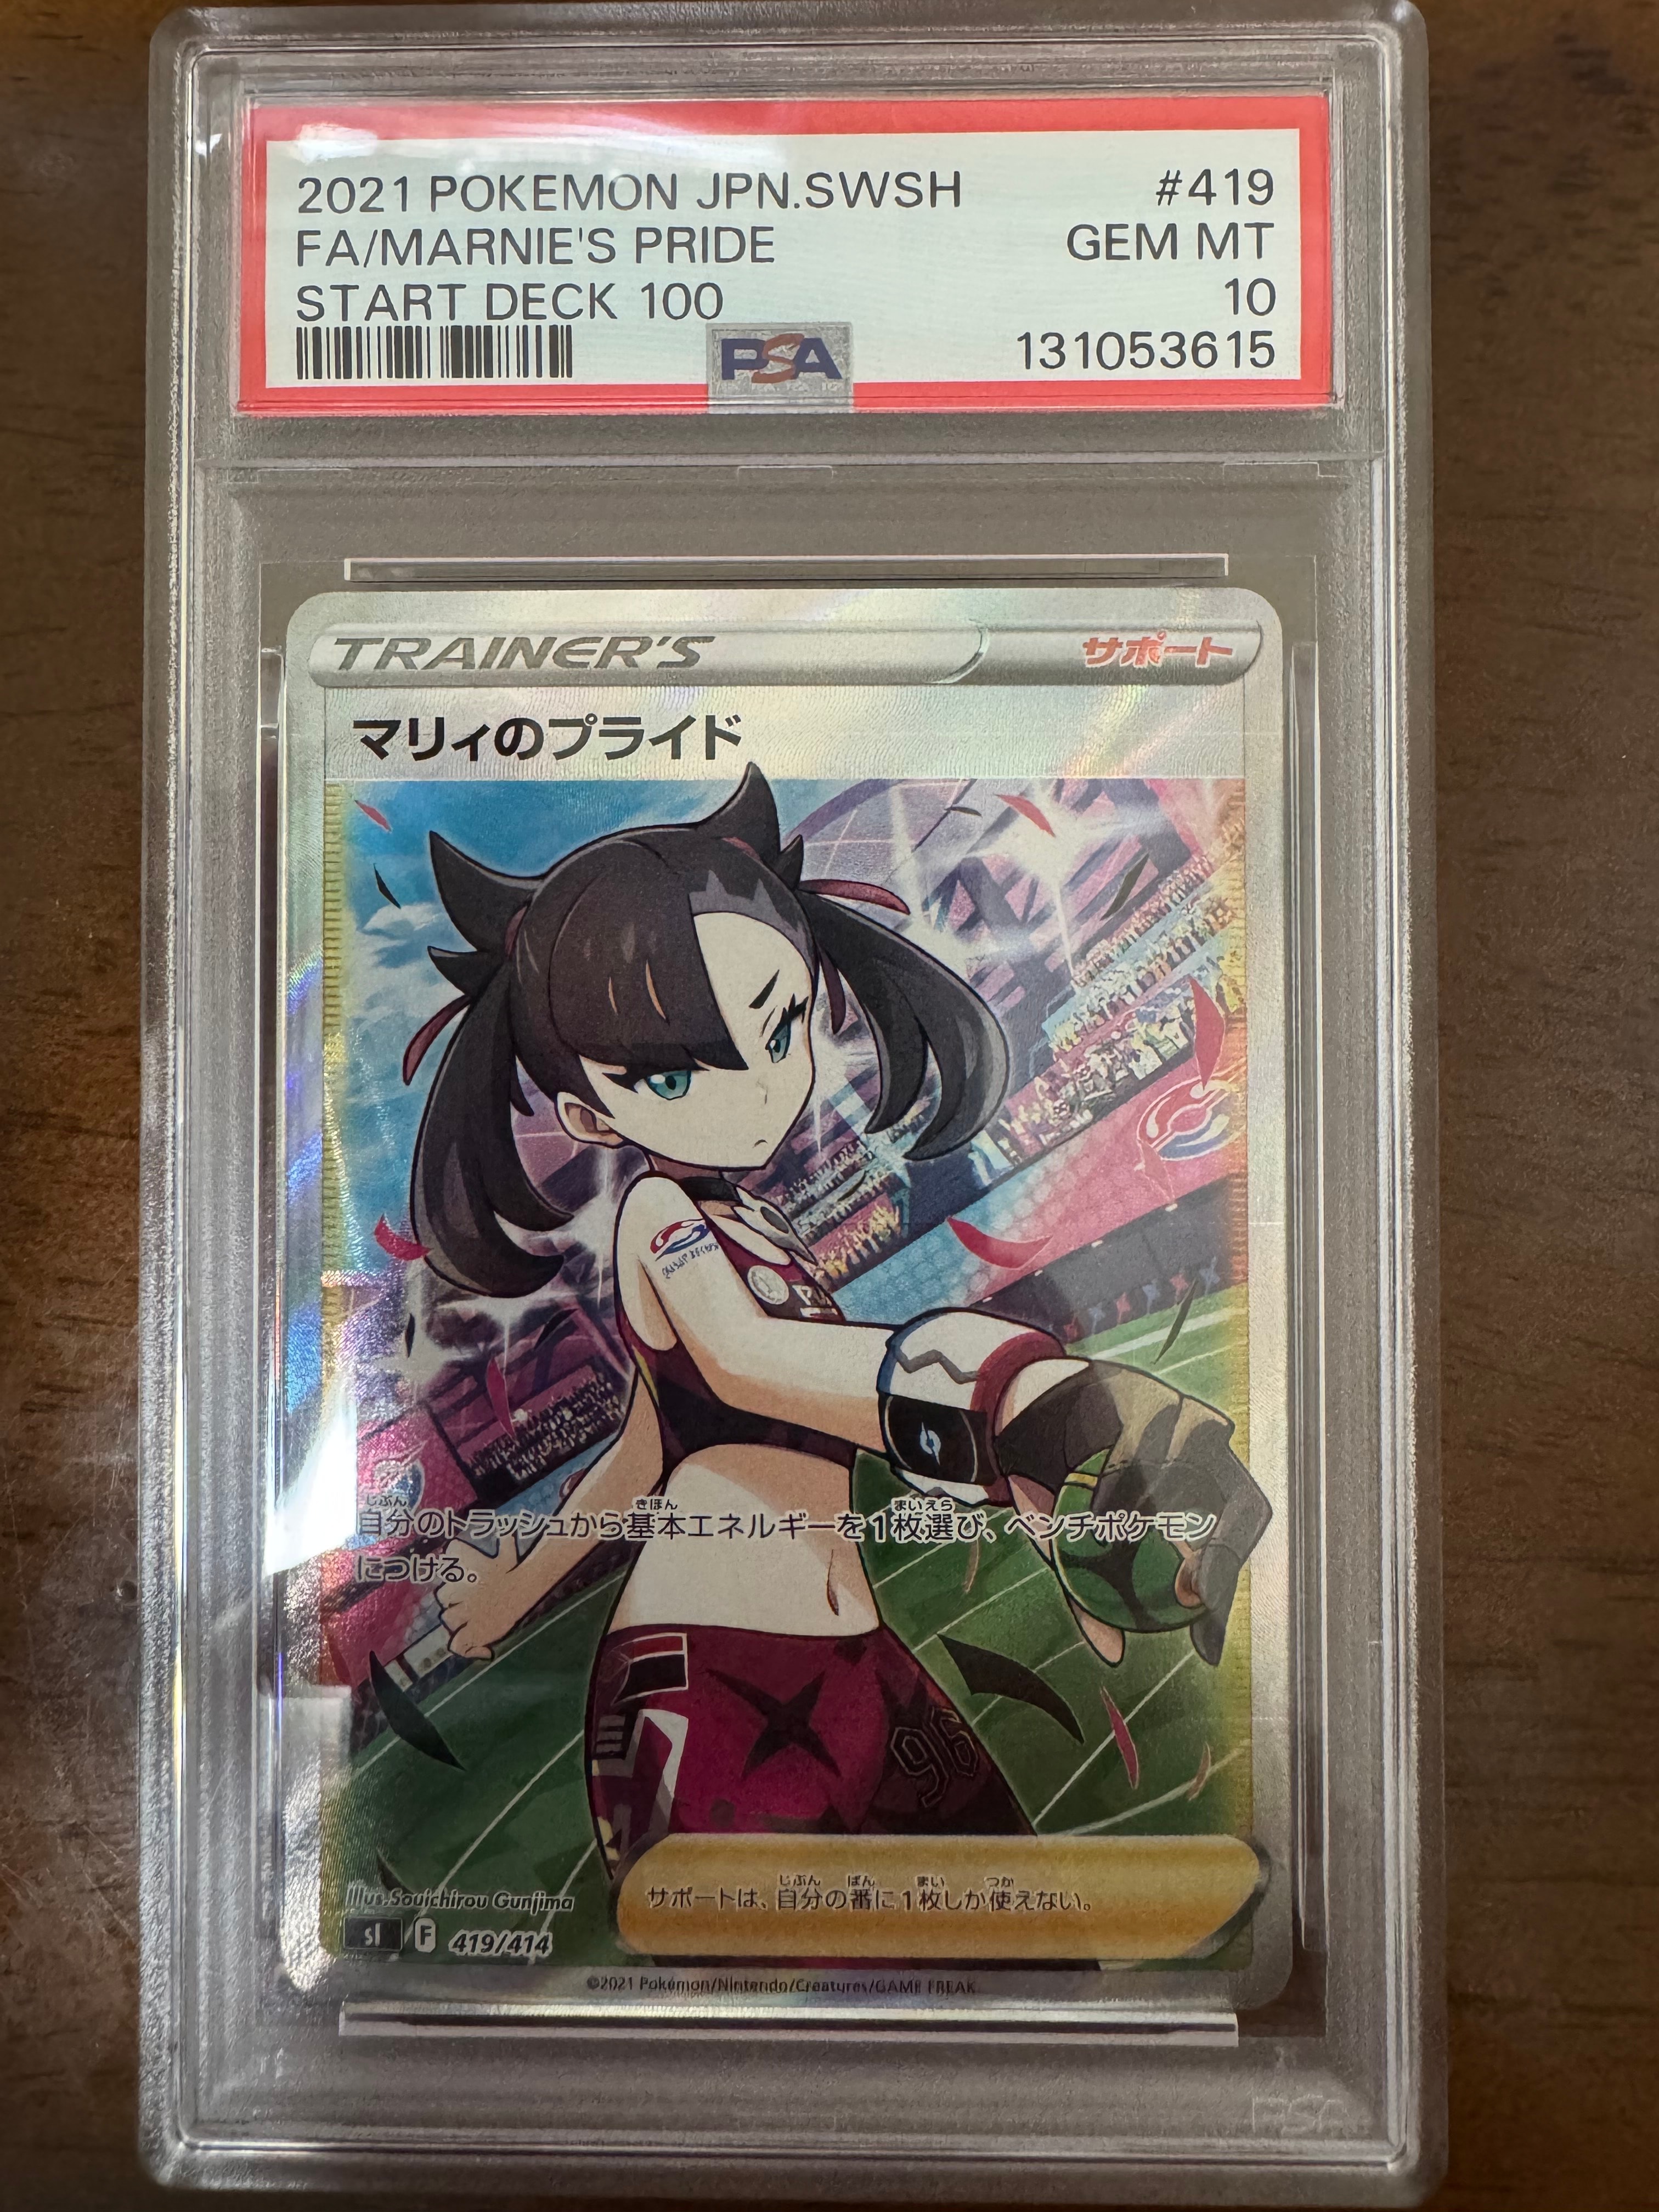 2021 POKEMON JPN.SWSH #419
FA/MARNIE'S PRIDE GEM MT
START DECK 100 10
PSA 131053615
TRAINER'S サポート
マリィのプライド
自分のトラッシュから基本エネルギーを1枚選び、ベンチポケモン
につける。
96
サポートは、自分の番に1枚しか使えない。
Illus. Souichirou Gunjima
sI F 419/414
©2021 Pokémon/Nintendo/Creatures/GAME FREAK.
PSA